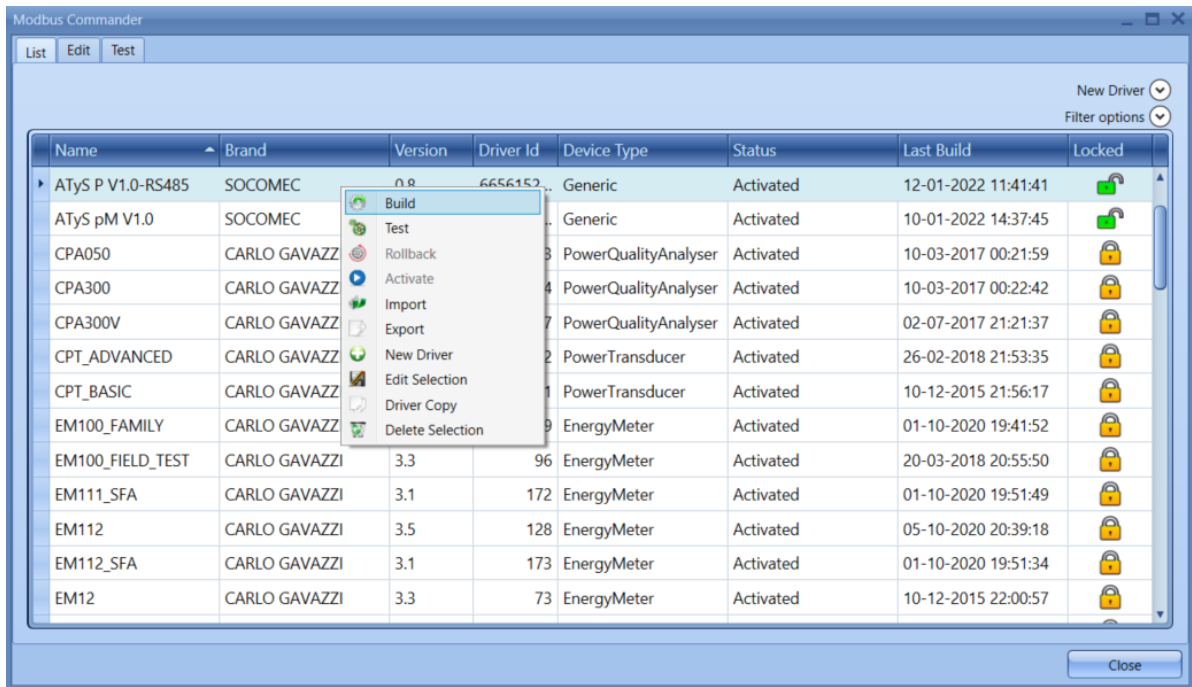 Modbus Commander
List Edit Test
New Driver
Filter options
Name Brand Version Driver Id Device Type Status Last Build Locked
ATyS P V1.0-RS485 SOCOMEC 0.8 6656152... Generic Activated 12-01-2022 11:41:41
ATyS pM V1.0 SOCOMEC Generic Activated 10-01-2022 14:37:45
CPA050 CARLO GAVAZZ 3 PowerQualityAnalyser Activated 10-03-2017 00:21:59
CPA300 CARLO GAVAZZ 4 PowerQualityAnalyser Activated 10-03-2017 00:22:42
CPA300V CARLO GAVAZZ 7 PowerQualityAnalyser Activated 02-07-2017 21:21:37
CPT_ADVANCED CARLO GAVAZZ 2 PowerTransducer Activated 26-02-2018 21:53:35
CPT_BASIC CARLO GAVAZZ 1 PowerTransducer Activated 10-12-2015 21:56:17
EM100_FAMILY CARLO GAVAZZ 9 EnergyMeter Activated 01-10-2020 19:41:52
EM100_FIELD_TEST CARLO GAVAZZI 3.3 96 EnergyMeter Activated 20-03-2018 20:55:50
EM111_SFA CARLO GAVAZZI 3.1 172 EnergyMeter Activated 01-10-2020 19:51:49
EM112 CARLO GAVAZZI 3.5 128 EnergyMeter Activated 05-10-2020 20:39:18
EM112_SFA CARLO GAVAZZI 3.1 173 EnergyMeter Activated 01-10-2020 19:51:34
EM12 CARLO GAVAZZI 3.3 73 EnergyMeter Activated 10-12-2015 22:00:57
Build
Test
Rollback
Activate
Import
Export
New Driver
Edit Selection
Driver Copy
Delete Selection
Close